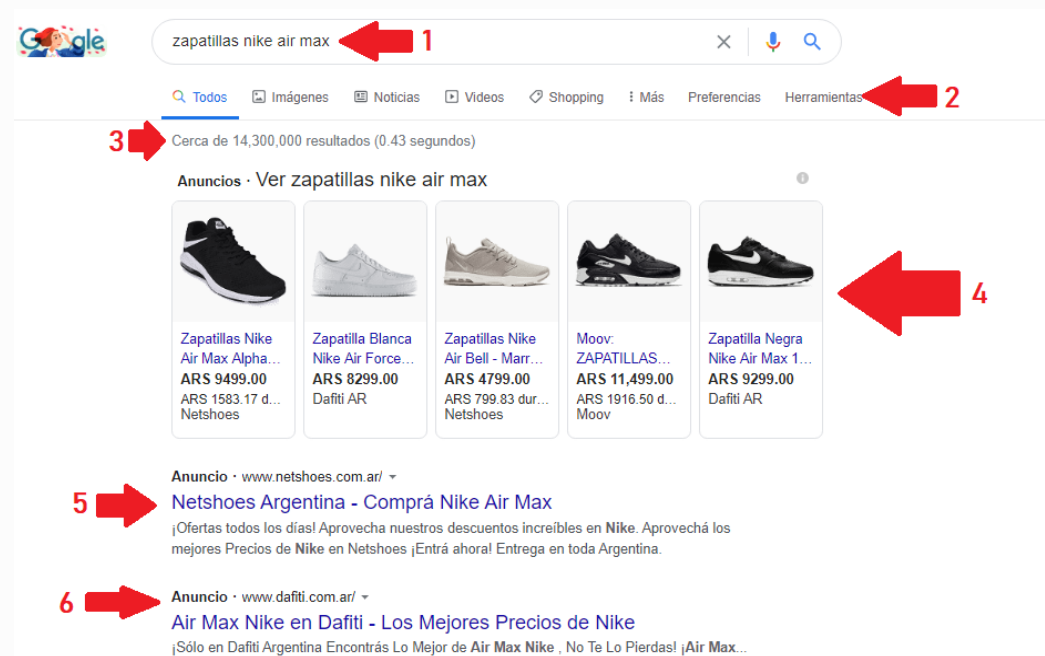 Google
zapatillas nike air max 1
Todos Imágenes Noticias Videos Shopping Más Preferencias Herramientas 2
3 Cerca de 14,300,000 resultados (0.43 segundos)
Anuncios · Ver zapatillas nike air max
4
Zapatillas Nike
Air Max Alpha...
ARS 9499.00
ARS 1583.17 d...
Netshoes
Zapatilla Blanca
Nike Air Force...
ARS 8299.00
Dafiti AR
Zapatillas Nike
Air Bell - Marr...
ARS 4799.00
ARS 799.83 dur...
Netshoes
Moov:
ZAPATILLAS...
ARS 11,499.00
ARS 1916.50 d...
Moov
Zapatilla Negra
Nike Air Max 1...
ARS 9299.00
Dafiti AR
Anuncio · www.netshoes.com.ar/
5 Netshoes Argentina - Comprá Nike Air Max
¡Ofertas todos los días! Aprovecha nuestros descuentos increíbles en Nike. Aprovechá los
mejores Precios de Nike en Netshoes ¡Entrá ahora! Entrega en toda Argentina.
6 Anuncio · www.dafiti.com.ar/
Air Max Nike en Dafiti - Los Mejores Precios de Nike
¡Sólo en Dafiti Argentina Encontrás Lo Mejor de Air Max Nike , No Te Lo Pierdas! ¡Air Max...